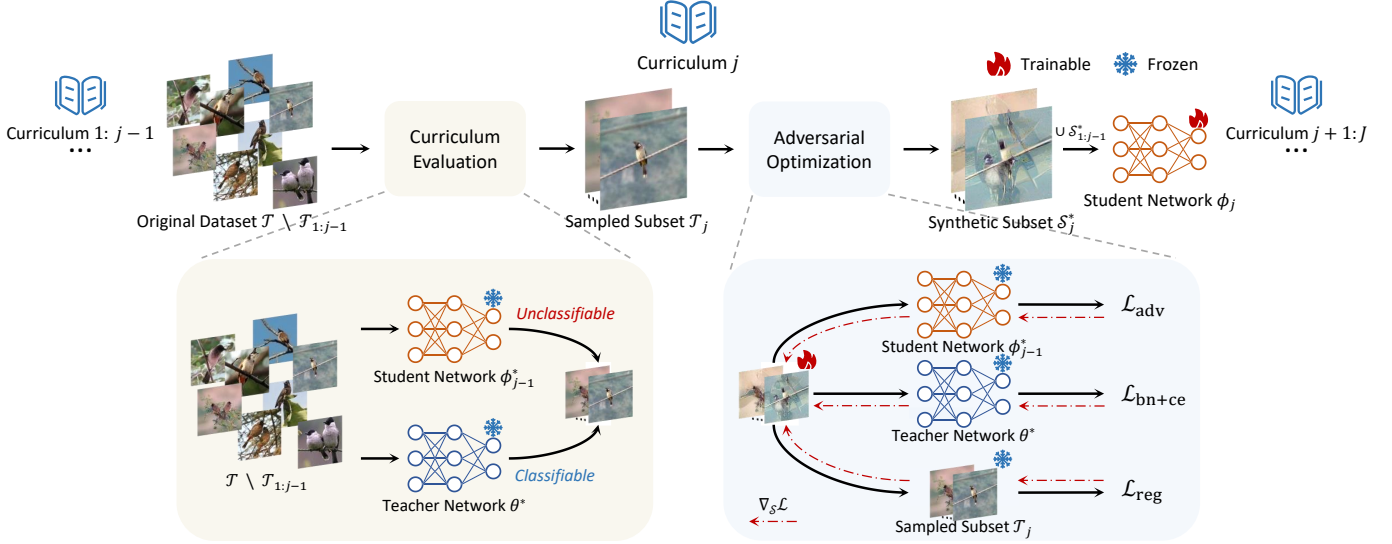 Curriculum j
Trainable
Frozen
Curriculum 1: j − 1
...
Curriculum Evaluation
Adversarial Optimization
∪ 𝒮*₁:ⱼ₋₁
Curriculum j + 1: J
...
Original Dataset 𝒯 \ 𝒯₁:ⱼ₋₁
Sampled Subset 𝒯ⱼ
Synthetic Subset 𝒮ⱼ*
Student Network ϕⱼ
Unclassifiable
Student Network ϕ*ⱼ₋₁
𝒯 \ 𝒯₁:ⱼ₋₁
Classifiable
Teacher Network θ*
ℒadv
Student Network ϕ*ⱼ₋₁
ℒbn+ce
Teacher Network θ*
∇𝒮ℒ
ℒreg
Sampled Subset 𝒯ⱼ